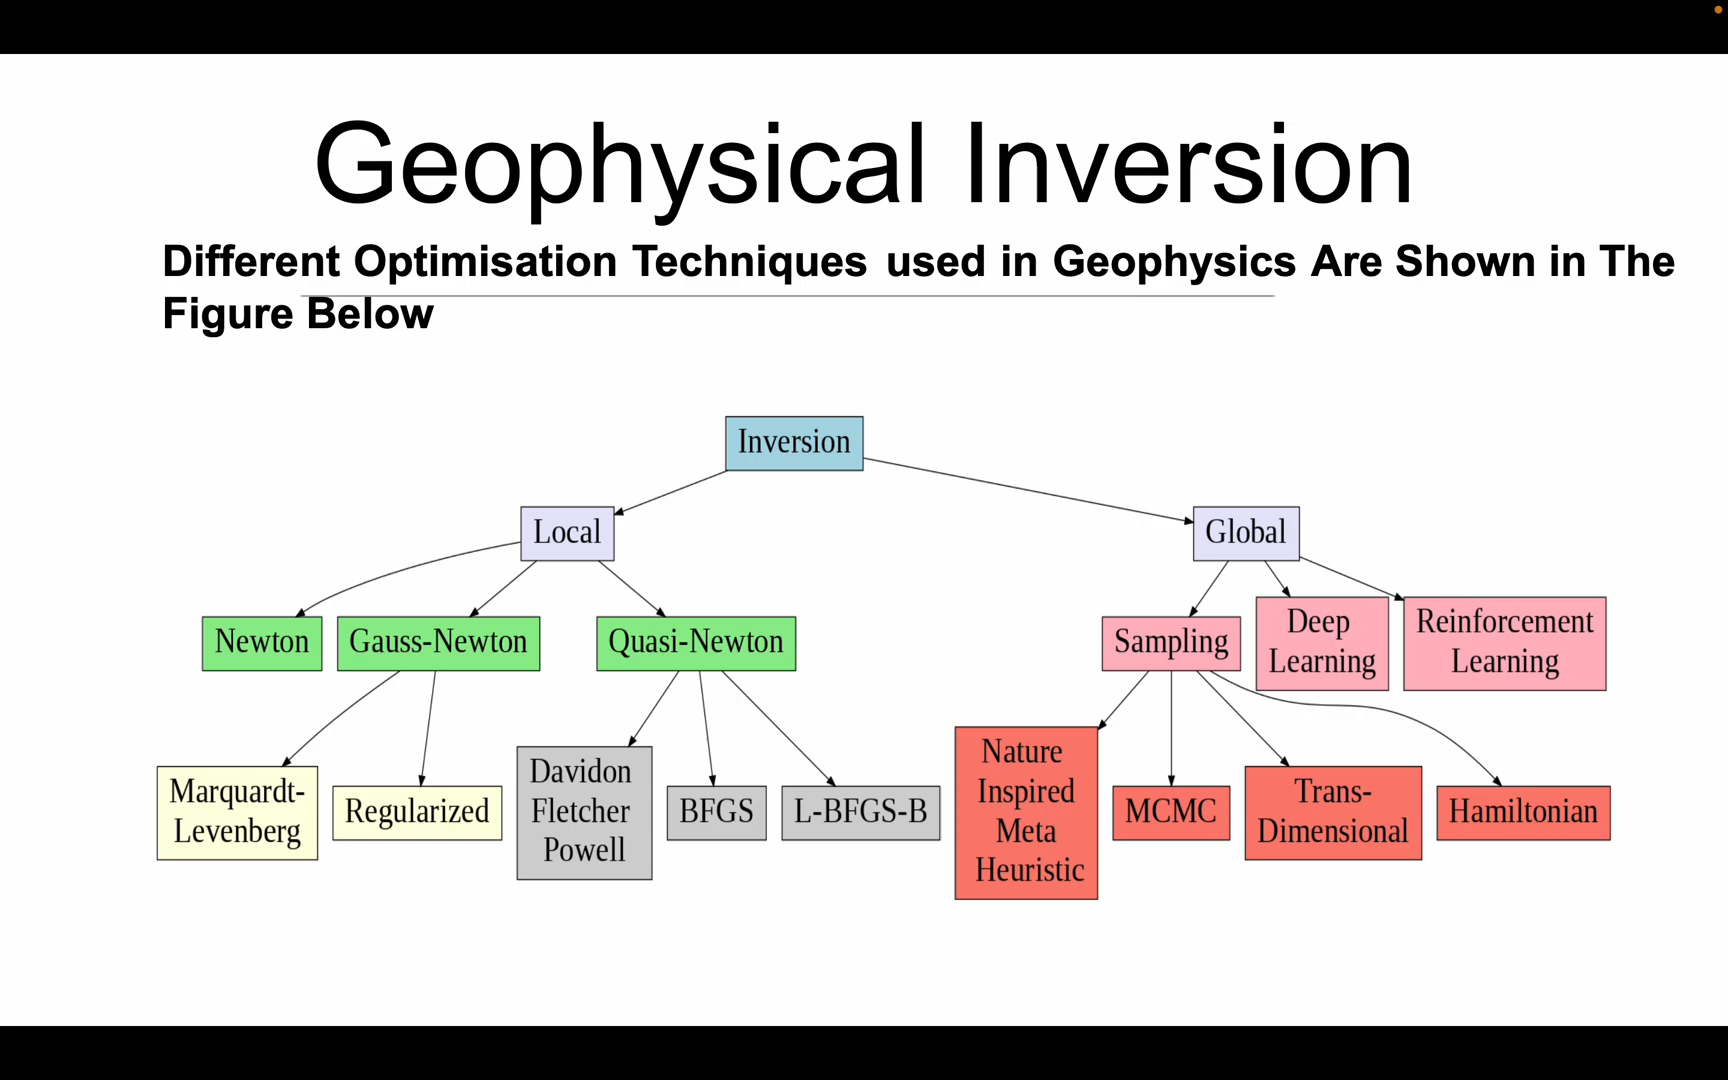 Geophysical Inversion
Different Optimisation Techniques used in Geophysics Are Shown in The
Figure Below
Inversion
Local
Global
Newton
Gauss-Newton
Quasi-Newton
Sampling
Deep
Learning
Reinforcement
Learning
Marquardt-
Levenberg
Regularized
Davidon
Fletcher
Powell
BFGS
L-BFGS-B
Nature
Inspired
Meta
Heuristic
MCMC
Trans-
Dimensional
Hamiltonian